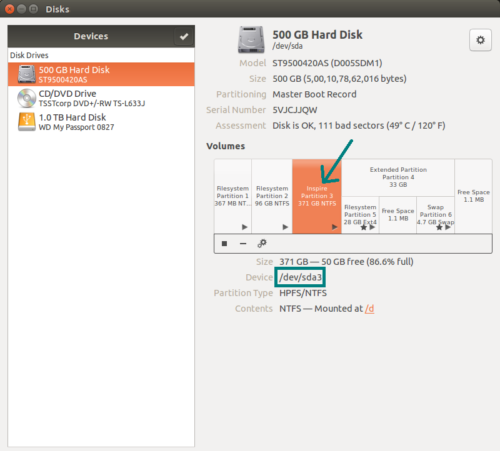 Disks
Devices
Disk Drives
500 GB Hard Disk
ST9500420AS
CD/DVD Drive
TSSTcorp DVD+/-RW TS-L633J
1.0 TB Hard Disk
WD My Passport 0827
500 GB Hard Disk
/dev/sda
Model ST9500420AS (D005SDM1)
Size 500 GB (5,00,10,78,62,016 bytes)
Partitioning Master Boot Record
Serial Number 5VJCJJQW
Assessment Disk is OK, 111 bad sectors (49° C / 120° F)
Volumes
Filesystem
Partition 1
367 MB NT...
Filesystem
Partition 2
96 GB NTFS
Inspire
Partition 3
371 GB NTFS
Extended Partition
Partition 4
33 GB
Filesystem
Partition 5
28 GB Ext4
Free Space
1.1 MB
Swap
Partition 6
4.7 GB Swap
Free Space
1.1 MB
Size 371 GB — 50 GB free (86.6% full)
Device /dev/sda3
Partition Type HPFS/NTFS
Contents NTFS — Mounted at /d